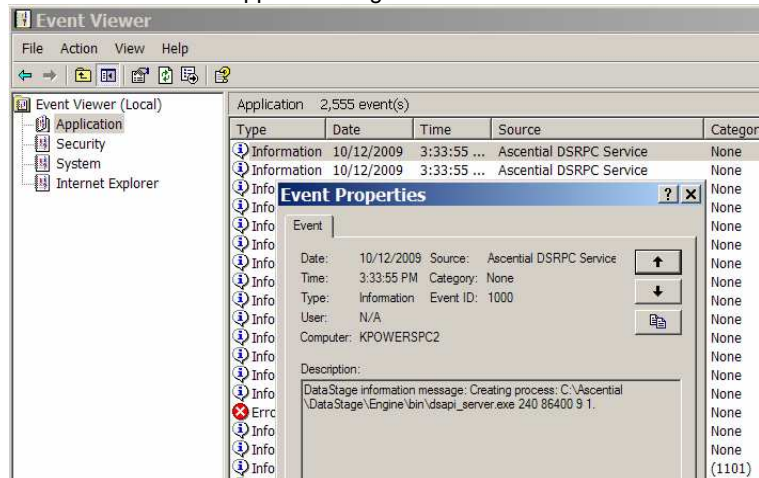 Event Viewer
File Action View Help
Event Viewer (Local)
Application
Security
System
Internet Explorer
Application 2,555 event(s)
Type Date Time Source Categor
Information 10/12/2009 3:33:55 ... Ascential DSRPC Service None
Information 10/12/2009 3:33:55 ... Ascential DSRPC Service None
Info None
Info None
Info None
Info None
Info None
Info None
Info None
Info None
Info None
Info None
Info None
Info None
Erro None
Info None
Info None
Info (1101)
Event Properties
Event
Date: 10/12/2009 Source: Ascential DSRPC Service
Time: 3:33:55 PM Category: None
Type: Information Event ID: 1000
User: N/A
Computer: KPOWERSPC2
Description:
DataStage information message: Creating process: C:\Ascential
\DataStage\Engine\bin\dsapi_server.exe 240 86400 9 1.